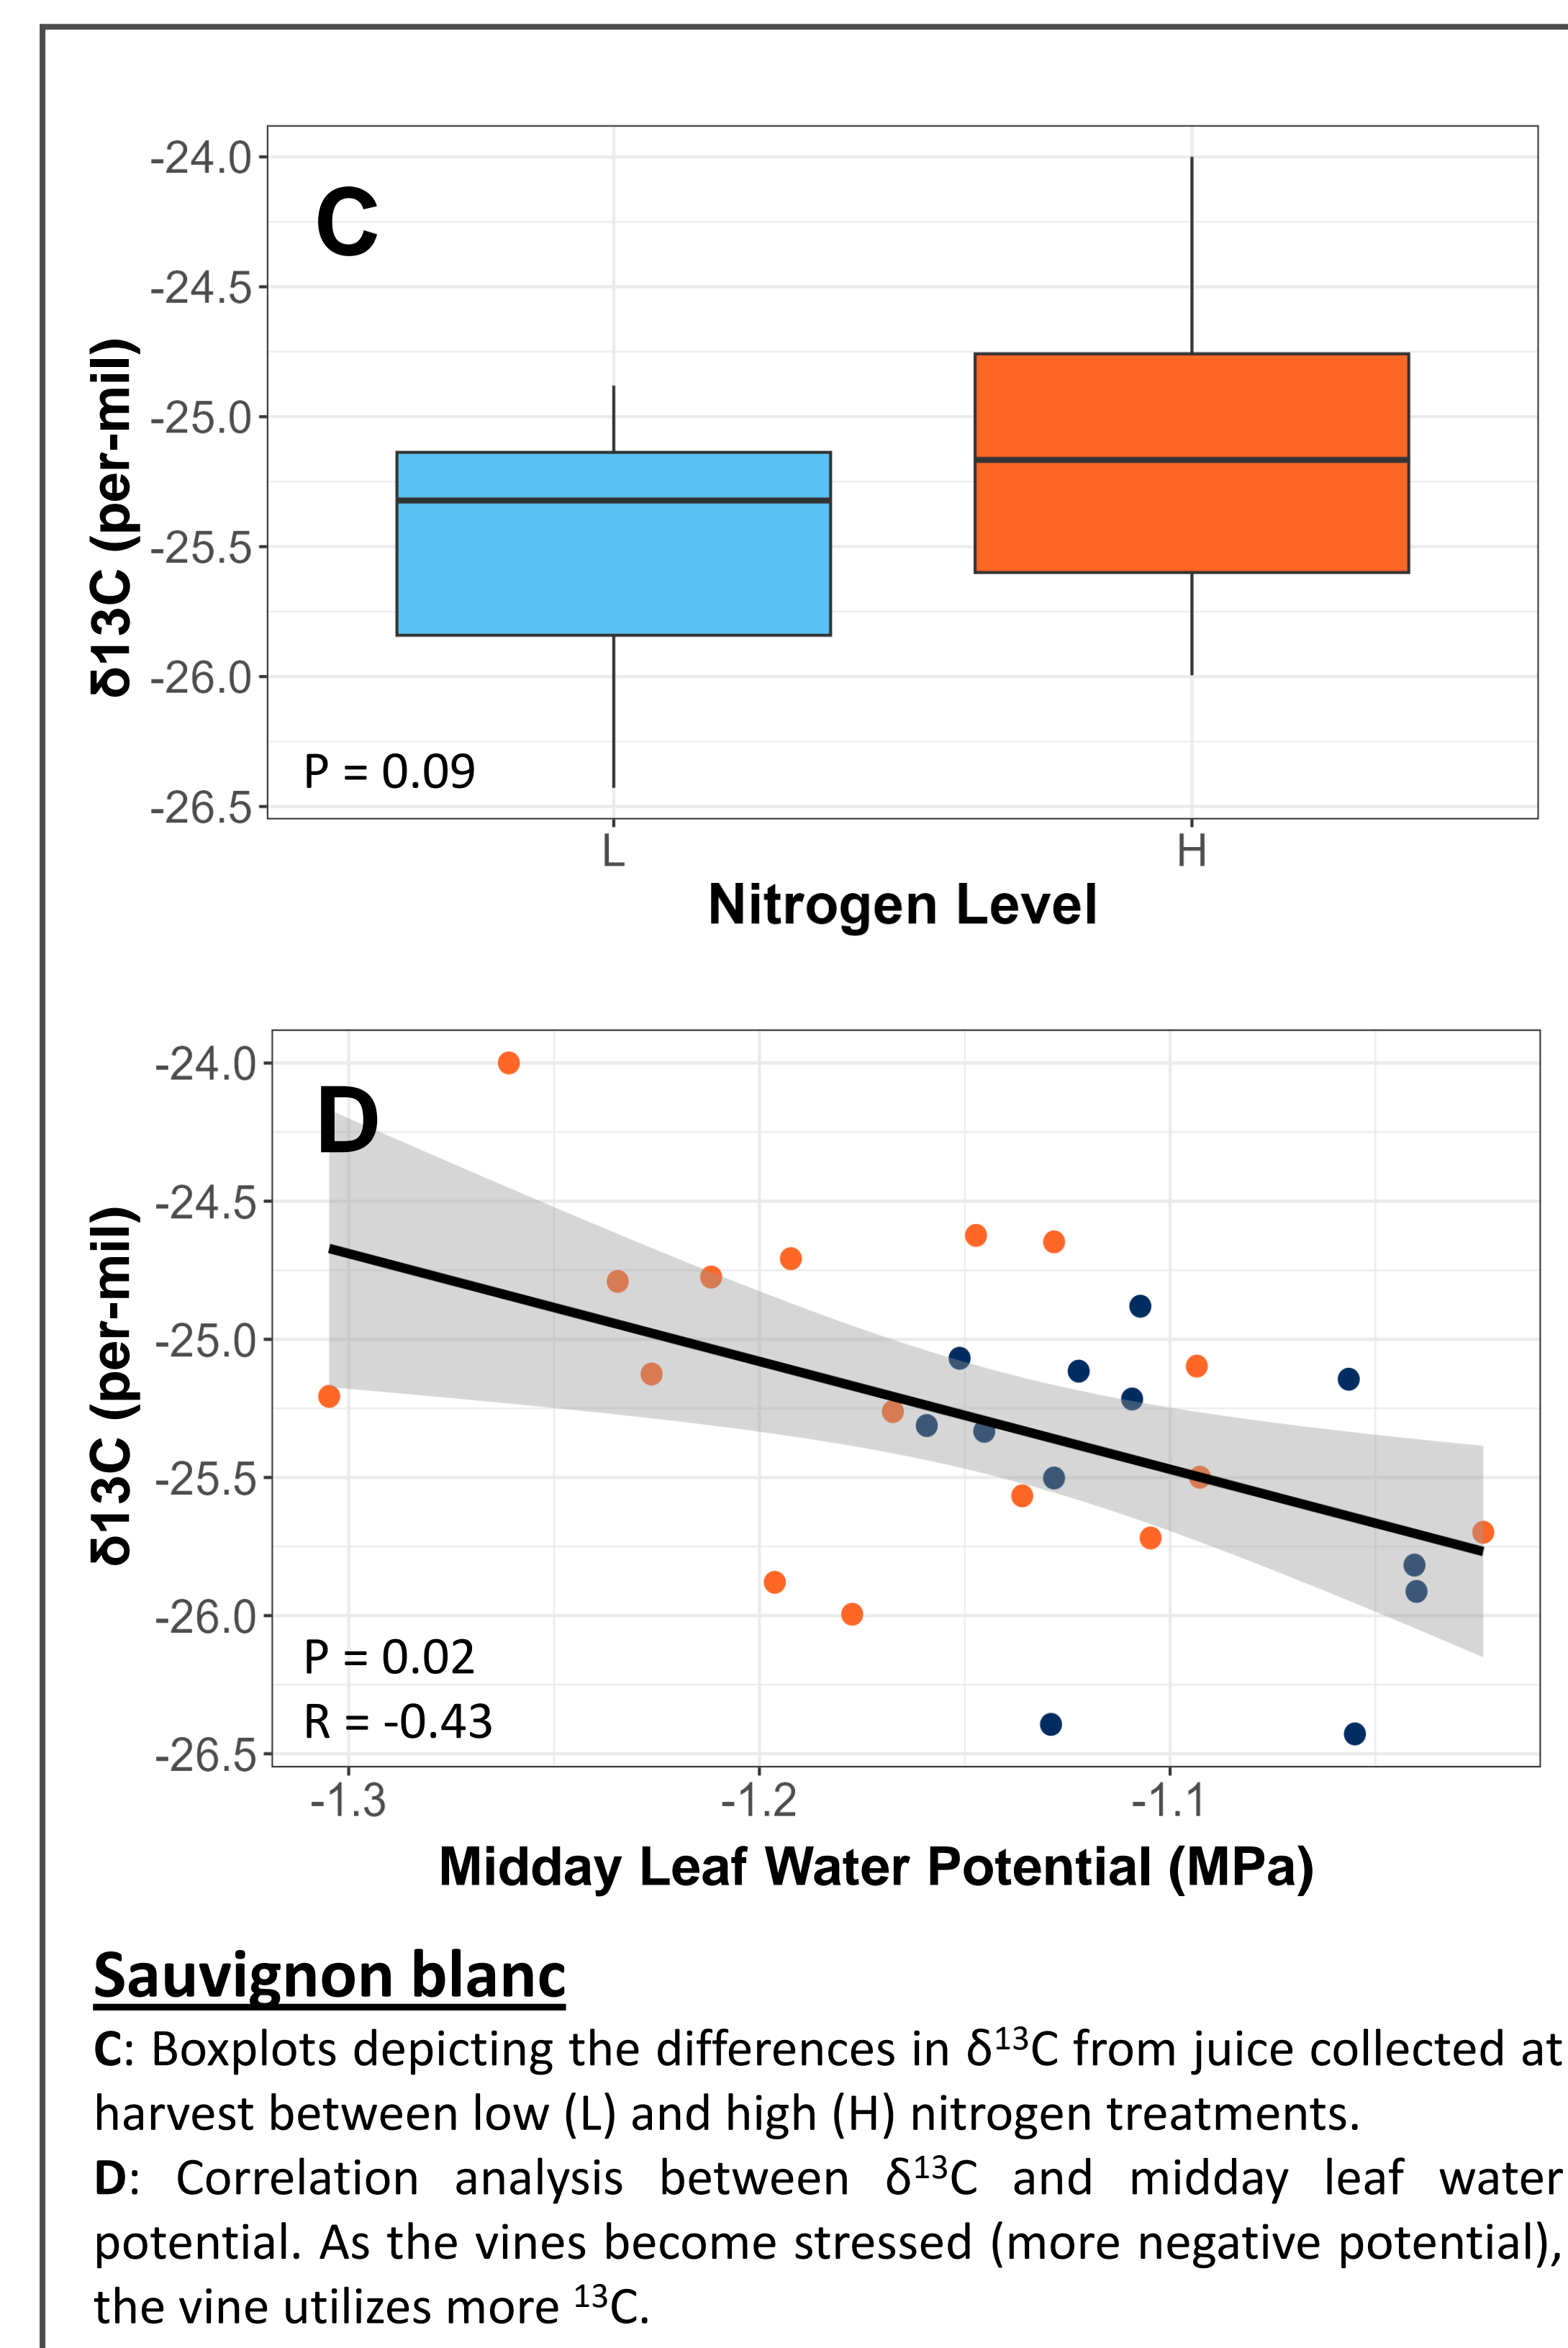 C
-24.0
-24.5
-25.0
-25.5
-26.0
-26.5
δ13C (per-mil)
P = 0.09
L
H
Nitrogen Level
D
-24.0
-24.5
-25.0
-25.5
-26.0
-26.5
δ13C (per-mil)
P = 0.02
R = -0.43
-1.3
-1.2
-1.1
Midday Leaf Water Potential (MPa)
Sauvignon blanc
C: Boxplots depicting the differences in δ¹³C from juice collected at
harvest between low (L) and high (H) nitrogen treatments.
D: Correlation analysis between δ¹³C and midday leaf water
potential. As the vines become stressed (more negative potential),
the vine utilizes more ¹³C.